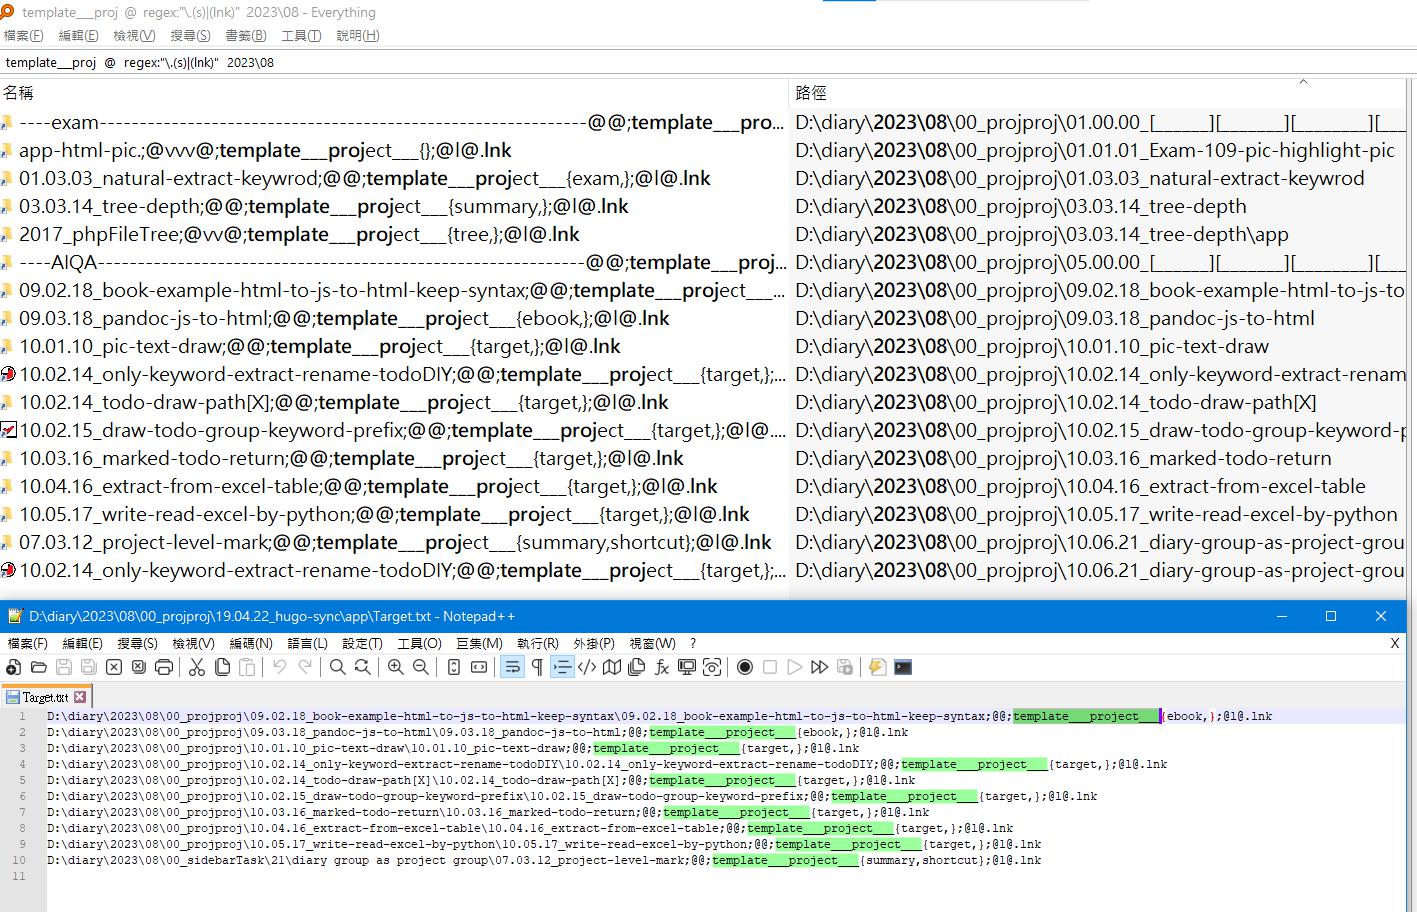 template___proj  @  regex:"\.(s)|(lnk)"  2023\08 - Everything
檔案(F) 編輯(E) 檢視(V) 搜尋(S) 書籤(B) 工具(T) 說明(H)
template___proj  @  regex:"\.(s)|(lnk)"  2023\08
名稱 路徑
----exam----------------------------------------------------------@@;template___pro... D:\diary\2023\08\00_projproj\01.00.00_[______][_______][________][___
app-html-pic.;@vvv@;template___project___{};@l@.lnk D:\diary\2023\08\00_projproj\01.01.01_Exam-109-pic-highlight-pic
01.03.03_natural-extract-keywrod;@@;template___project___{exam,};@l@.lnk D:\diary\2023\08\00_projproj\01.03.03_natural-extract-keywrod
03.03.14_tree-depth;@@;template___project___{summary,};@l@.lnk D:\diary\2023\08\00_projproj\03.03.14_tree-depth
2017_phpFileTree;@vv@;template___project___{tree,};@l@.lnk D:\diary\2023\08\00_projproj\03.03.14_tree-depth\app
----AIQA----------------------------------------------------------@@;template___proj... D:\diary\2023\08\00_projproj\05.00.00_[______][_______][________][___
09.02.18_book-example-html-to-js-to-html-keep-syntax;@@;template___project___... D:\diary\2023\08\00_projproj\09.02.18_book-example-html-to-js-to
09.03.18_pandoc-js-to-html;@@;template___project___{ebook,};@l@.lnk D:\diary\2023\08\00_projproj\09.03.18_pandoc-js-to-html
10.01.10_pic-text-draw;@@;template___project___{target,};@l@.lnk D:\diary\2023\08\00_projproj\10.01.10_pic-text-draw
10.02.14_only-keyword-extract-rename-todoDIY;@@;template___project___{target,};... D:\diary\2023\08\00_projproj\10.02.14_only-keyword-extract-renam
10.02.14_todo-draw-path[X];@@;template___project___{target,};@l@.lnk D:\diary\2023\08\00_projproj\10.02.14_todo-draw-path[X]
10.02.15_draw-todo-group-keyword-prefix;@@;template___project___{target,};@l@.... D:\diary\2023\08\00_projproj\10.02.15_draw-todo-group-keyword-p
10.03.16_marked-todo-return;@@;template___project___{target,};@l@.lnk D:\diary\2023\08\00_projproj\10.03.16_marked-todo-return
10.04.16_extract-from-excel-table;@@;template___project___{target,};@l@.lnk D:\diary\2023\08\00_projproj\10.04.16_extract-from-excel-table
10.05.17_write-read-excel-by-python;@@;template___project___{target,};@l@.lnk D:\diary\2023\08\00_projproj\10.05.17_write-read-excel-by-python
07.03.12_project-level-mark;@@;template___project___{summary,shortcut};@l@.lnk D:\diary\2023\08\00_projproj\10.06.21_diary-group-as-project-grou
10.02.14_only-keyword-extract-rename-todoDIY;@@;template___project___{target,};... D:\diary\2023\08\00_projproj\10.06.21_diary-group-as-project-grou
D:\diary\2023\08\00_projproj\19.04.22_hugo-sync\app\Target.txt - Notepad++
檔案(F) 編輯(E) 搜尋(S) 檢視(V) 編碼(N) 語言(L) 設定(T) 工具(O) 巨集(M) 執行(R) 外掛(P) 視窗(W) ? X
Target.txt
1 D:\diary\2023\08\00_projproj\09.02.18_book-example-html-to-js-to-html-keep-syntax\09.02.18_book-example-html-to-js-to-html-keep-syntax;@@;template___project___{ebook,};@l@.lnk
2 D:\diary\2023\08\00_projproj\09.03.18_pandoc-js-to-html\09.03.18_pandoc-js-to-html;@@;template___project___{ebook,};@l@.lnk
3 D:\diary\2023\08\00_projproj\10.01.10_pic-text-draw\10.01.10_pic-text-draw;@@;template___project___{target,};@l@.lnk
4 D:\diary\2023\08\00_projproj\10.02.14_only-keyword-extract-rename-todoDIY\10.02.14_only-keyword-extract-rename-todoDIY;@@;template___project___{target,};@l@.lnk
5 D:\diary\2023\08\00_projproj\10.02.14_todo-draw-path[X]\10.02.14_todo-draw-path[X];@@;template___project___{target,};@l@.lnk
6 D:\diary\2023\08\00_projproj\10.02.15_draw-todo-group-keyword-prefix\10.02.15_draw-todo-group-keyword-prefix;@@;template___project___{target,};@l@.lnk
7 D:\diary\2023\08\00_projproj\10.03.16_marked-todo-return\10.03.16_marked-todo-return;@@;template___project___{target,};@l@.lnk
8 D:\diary\2023\08\00_projproj\10.04.16_extract-from-excel-table\10.04.16_extract-from-excel-table;@@;template___project___{target,};@l@.lnk
9 D:\diary\2023\08\00_projproj\10.05.17_write-read-excel-by-python\10.05.17_write-read-excel-by-python;@@;template___project___{target,};@l@.lnk
10 D:\diary\2023\08\00_sidebarTask\21\diary group as project group\07.03.12_project-level-mark;@@;template___project___{summary,shortcut};@l@.lnk
11